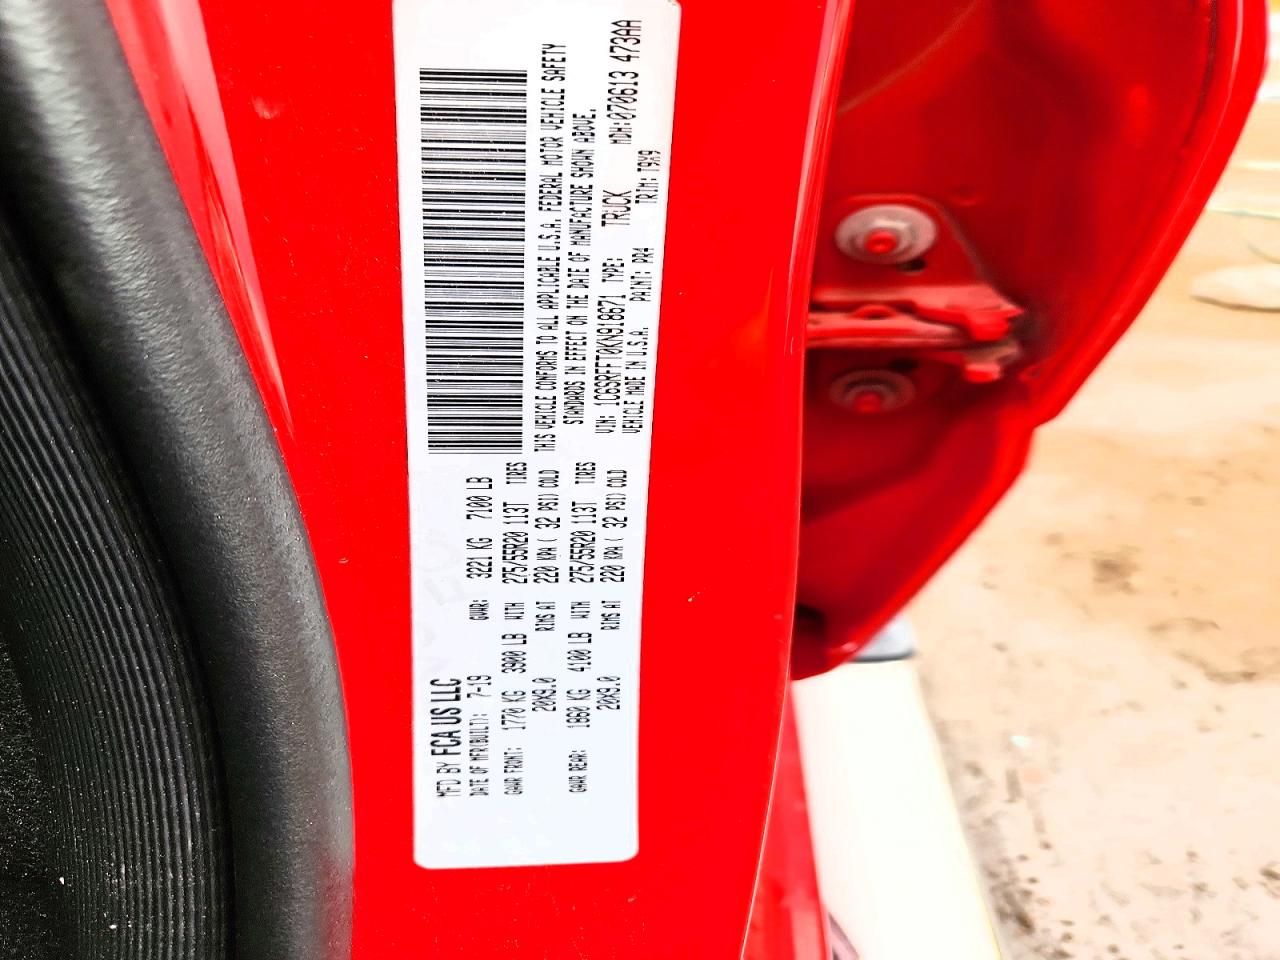 MFD BY FCA US LLC
DATE OF MFR(BUILT): 7-19 GVWR: 3221 KG 7100 LB
GAWR FRONT: 1770 KG 3900 LB WITH 275/55R20 113T TIRES
20X9.0 RIMS AT 220 KPA ( 32 PSI) COLD
GAWR REAR: 1860 KG 4100 LB WITH 275/55R20 113T TIRES
20X9.0 RIMS AT 220 KPA ( 32 PSI) COLD
THIS VEHICLE CONFORMS TO ALL APPLICABLE U.S.A. FEDERAL MOTOR VEHICLE SAFETY
STANDARDS IN EFFECT ON THE DATE OF MANUFACTURE SHOWN ABOVE.
VIN: 1C6SRFFT0KN918671 TYPE: TRUCK MDH:070613 473AA
VEHICLE MADE IN U.S.A. PAINT: PR4 TRIM: T9X9